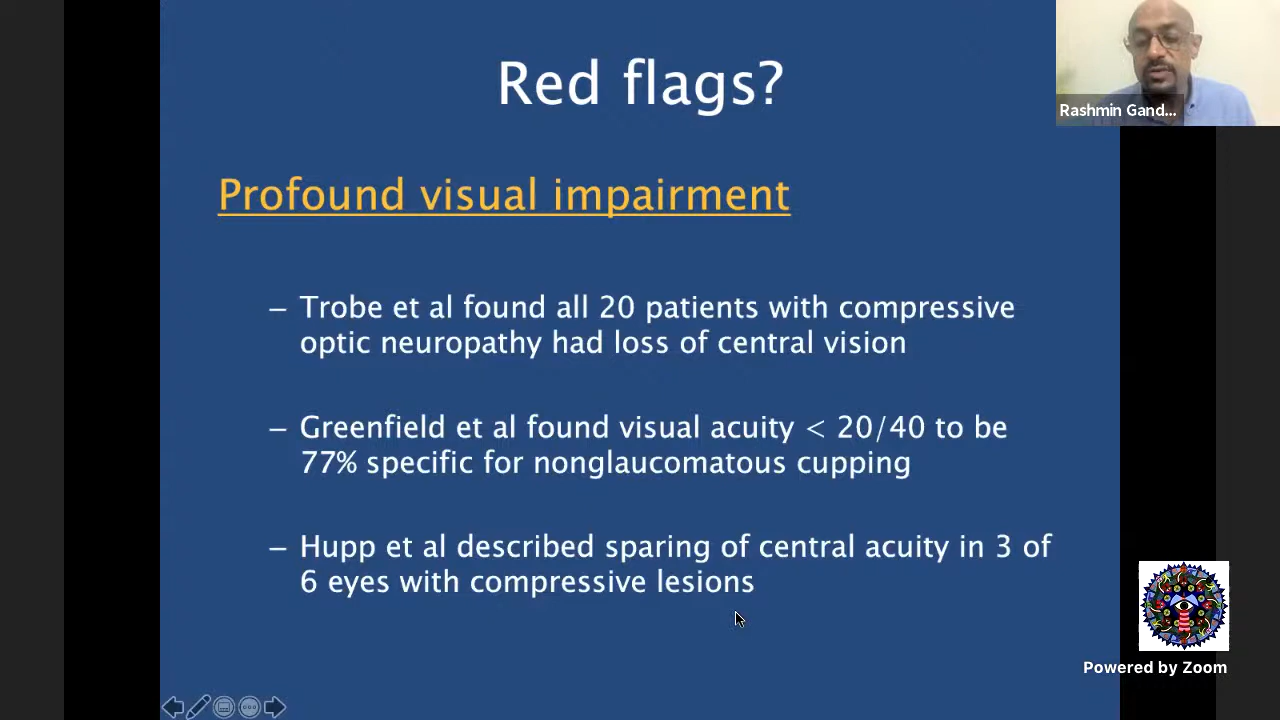 Red flags?
Rashmin Gand...
Profound visual impairment
– Trobe et al found all 20 patients with compressive
optic neuropathy had loss of central vision
– Greenfield et al found visual acuity < 20/40 to be
77% specific for nonglaucomatous cupping
– Hupp et al described sparing of central acuity in 3 of
6 eyes with compressive lesions
Powered by Zoom